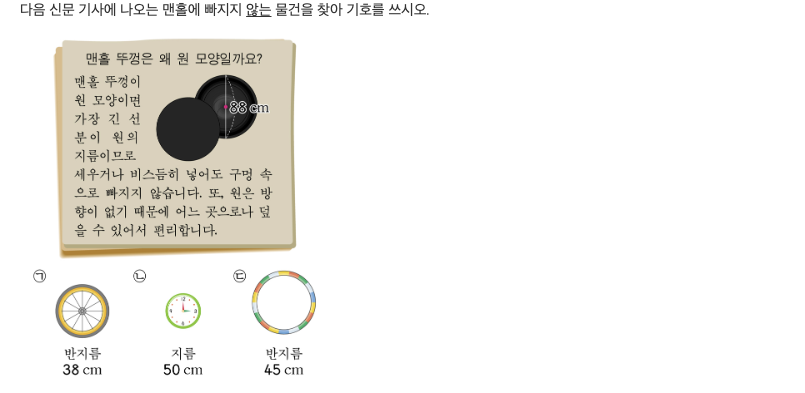 다음 신문 기사에 나오는 맨홀에 빠지지 않는 물건을 찾아 기호를 쓰시오.
맨홀 뚜껑은 왜 원 모양일까요?
맨홀 뚜껑이
원 모양이면
가장 긴 선
분이 원의
지름이므로
88 cm
세우거나 비스듬히 넣어도 구멍 속
으로 빠지지 않습니다. 또, 원은 방
향이 없기 때문에 어느 곳으로나 덮
을 수 있어서 편리합니다.
㉠ ㉡ ㉢
반지름 지름 반지름
38 cm 50 cm 45 cm